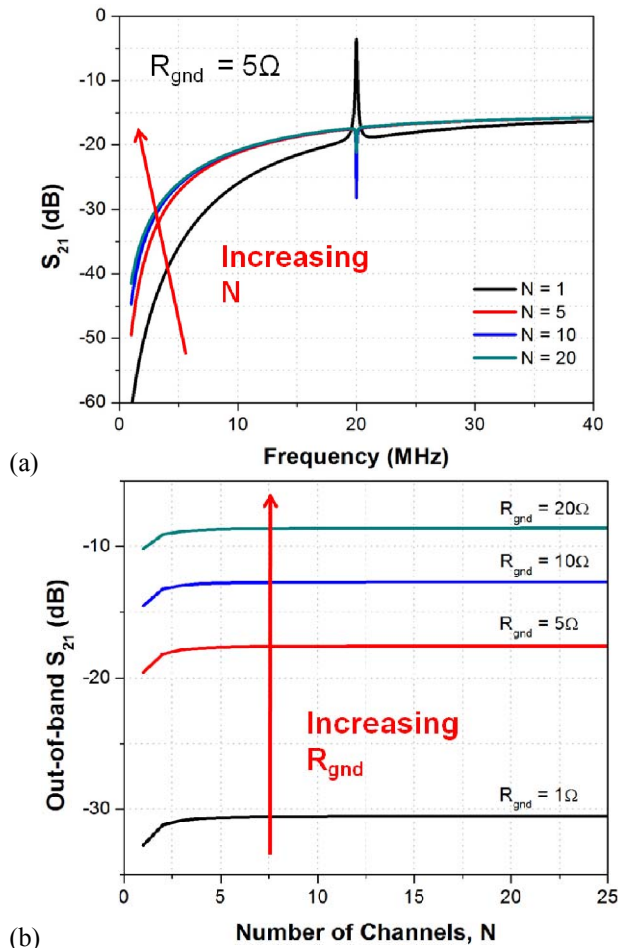 0
-10
-20
-30
-40
-50
-60
S21 (dB)
Rgnd = 5Ω
Increasing
N
N = 1
N = 5
N = 10
N = 20
0 10 20 30 40
(a)
Frequency (MHz)
Out-of-band S21 (dB)
-10
-20
-30
Rgnd = 20Ω
Rgnd = 10Ω
Rgnd = 5Ω
Increasing
Rgnd
Rgnd = 1Ω
0 5 10 15 20 25
(b)
Number of Channels, N